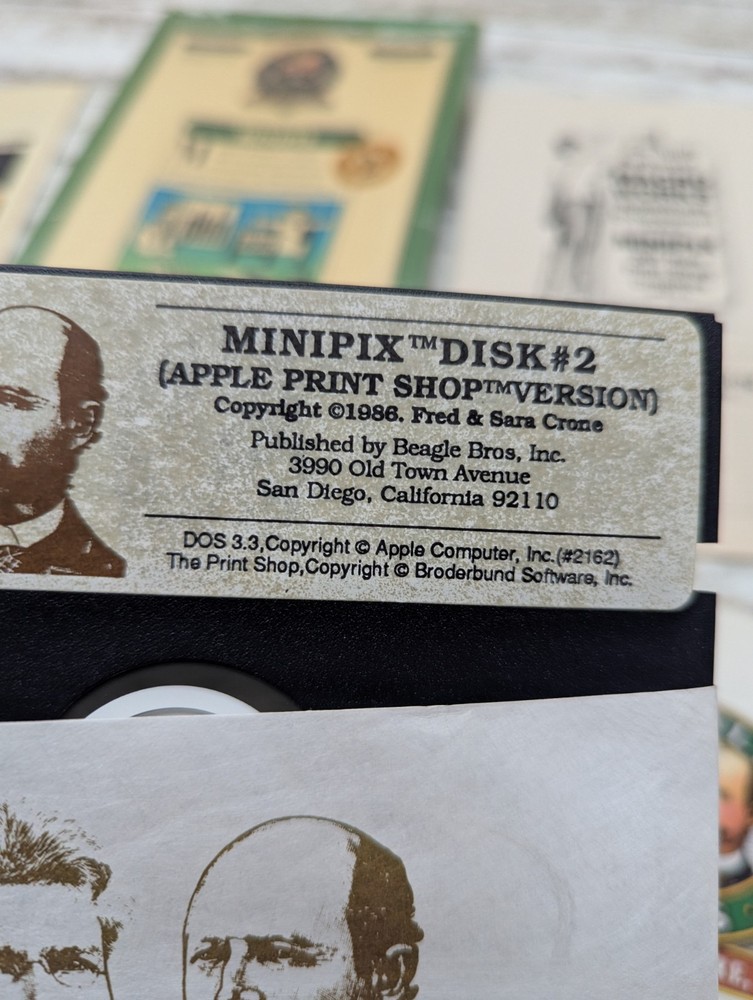 MINIPIX™DISK#2
(APPLE PRINT SHOP™VERSION)
Copyright ©1986. Fred & Sara Crone
Published by Beagle Bros, Inc.
3990 Old Town Avenue
San Diego, California 92110
DOS 3.3,Copyright © Apple Computer, Inc.(#2162)
The Print Shop,Copyright © Broderbund Software, Inc.